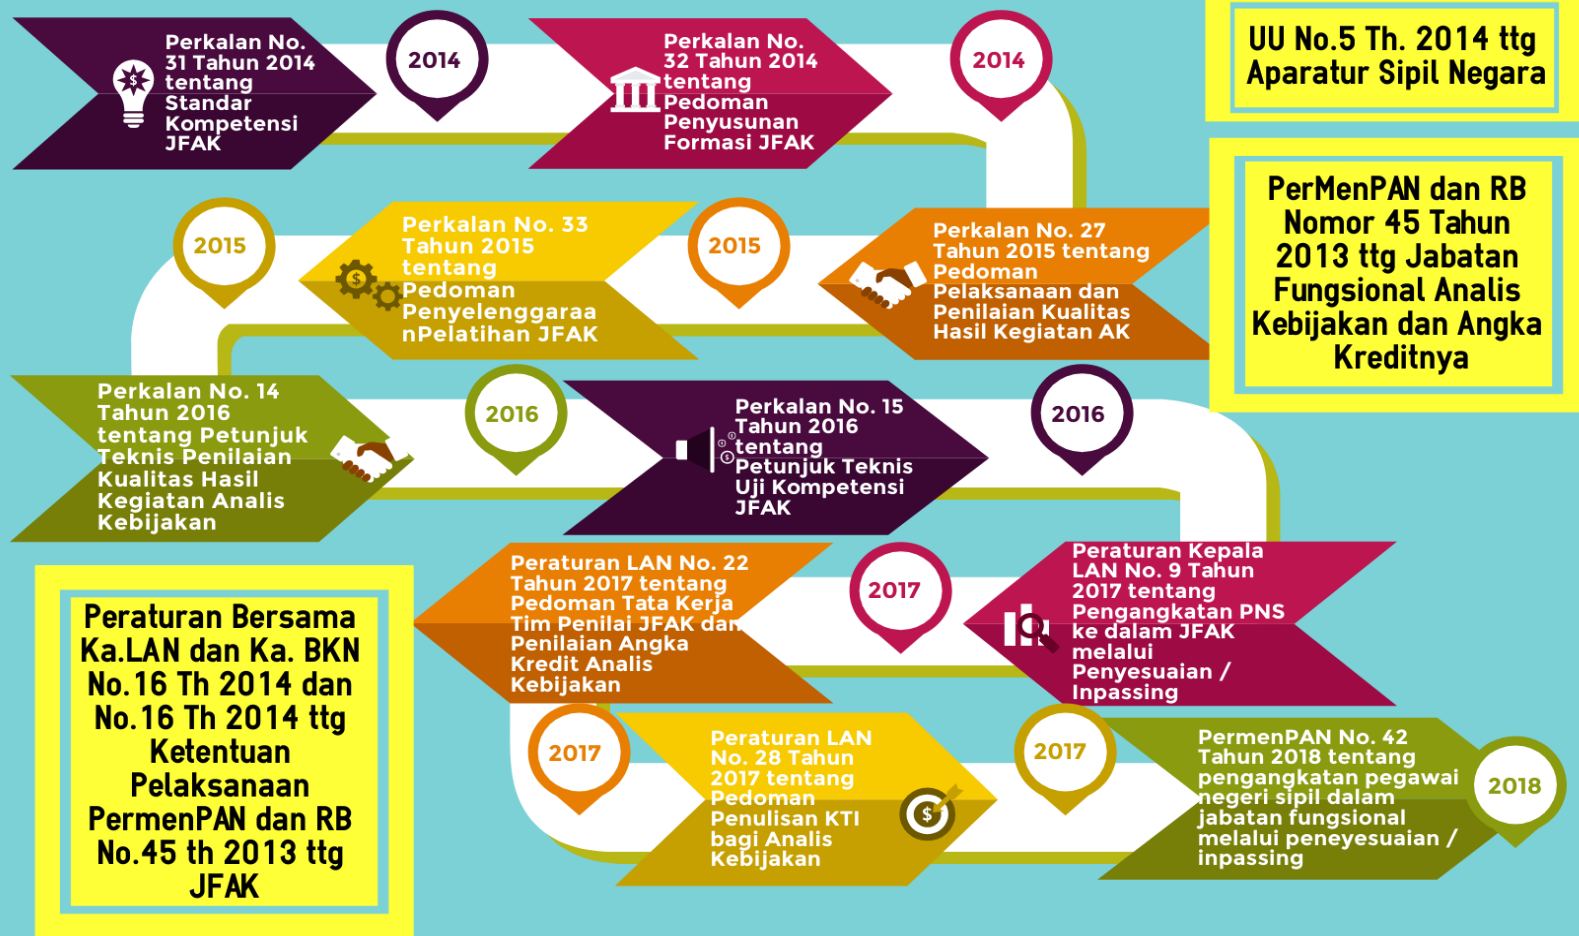 Perkalan No.
31 Tahun 2014
tentang
Standar
Kompetensi
JFAK
2014
Perkalan No.
32 Tahun 2014
tentang
Pedoman
Penyusunan
Formasi JFAK
2014
UU No.5 Th. 2014 ttg
Aparatur Sipil Negara
PerMenPAN dan RB
Nomor 45 Tahun
2013 ttg Jabatan
Fungsional Analis
Kebijakan dan Angka
Kreditnya
Perkalan No. 27
Tahun 2015 tentang
Pedoman
Pelaksanaan dan
Penilaian Kualitas
Hasil Kegiatan AK
2015
Perkalan No. 33
Tahun 2015
tentang
Pedoman
Penyelenggaraa
nPelatihan JFAK
2015
Perkalan No. 14
Tahun 2016
tentang Petunjuk
Teknis Penilaian
Kualitas Hasil
Kegiatan Analis
Kebijakan
2016
Perkalan No. 15
Tahun 2016
tentang
Petunjuk Teknis
Uji Kompetensi
JFAK
2016
Peraturan Kepala
LAN No. 9 Tahun
2017 tentang
Pengangkatan PNS
ke dalam JFAK
melalui
Penyesuaian /
Inpassing
2017
Peraturan LAN No. 22
Tahun 2017 tentang
Pedoman Tata Kerja
Tim Penilai JFAK dan
Penilaian Angka
Kredit Analis
Kebijakan
2017
Peraturan LAN
No. 28 Tahun
2017 tentang
Pedoman
Penulisan KTI
bagi Analis
Kebijakan
2017
PermenPAN No. 42
Tahun 2018 tentang
pengangkatan pegawai
negeri sipil dalam
jabatan fungsional
melalui peneyesuaian /
inpassing
2018
Peraturan Bersama
Ka.LAN dan Ka. BKN
No.16 Th 2014 dan
No.16 Th 2014 ttg
Ketentuan
Pelaksanaan
PermenPAN dan RB
No.45 th 2013 ttg
JFAK